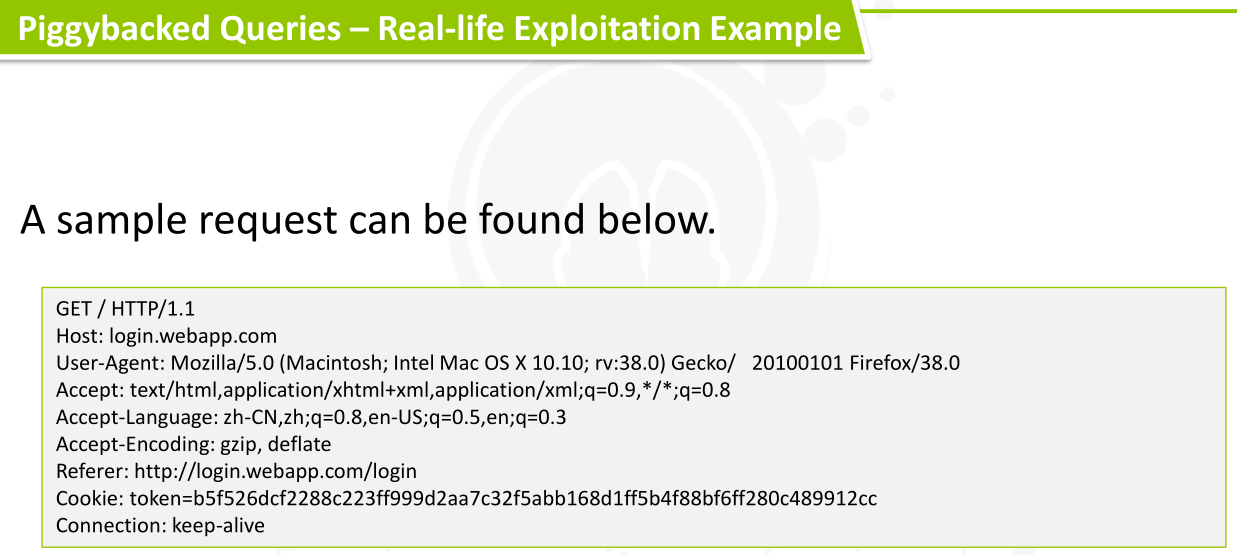 Piggybacked Queries – Real-life Exploitation Example
A sample request can be found below.
GET / HTTP/1.1
Host: login.webapp.com
User-Agent: Mozilla/5.0 (Macintosh; Intel Mac OS X 10.10; rv:38.0) Gecko/   20100101 Firefox/38.0
Accept: text/html,application/xhtml+xml,application/xml;q=0.9,*/*;q=0.8
Accept-Language: zh-CN,zh;q=0.8,en-US;q=0.5,en;q=0.3
Accept-Encoding: gzip, deflate
Referer: http://login.webapp.com/login
Cookie: token=b5f526dcf2288c223ff999d2aa7c32f5abb168d1ff5b4f88bf6ff280c489912cc
Connection: keep-alive